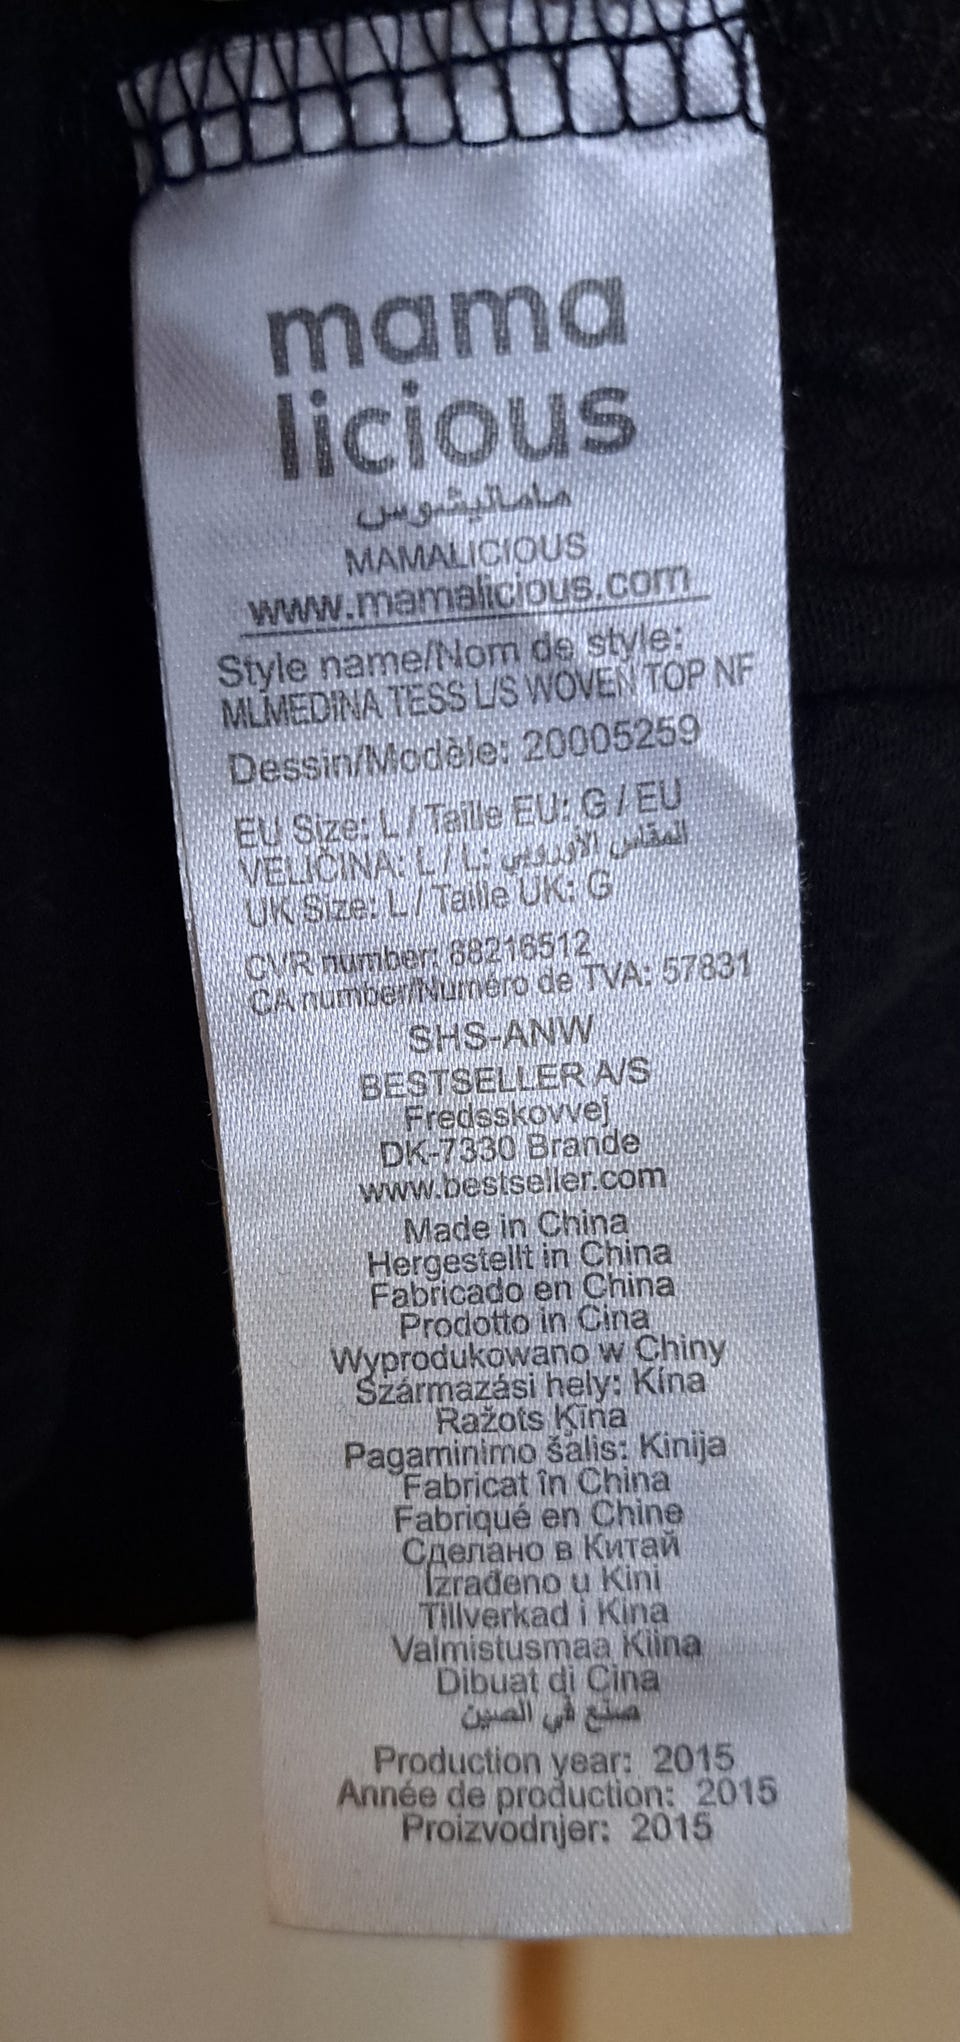 mama
licious
ماماليشوس
MAMALICIOUS
www.mamalicious.com
Style name/Nom de style:
MLMEDINA TESS L/S WOVEN TOP NF
Dessin/Modèle: 20005259
EU Size: L / Taille EU: G / EU
VELIČINA: L / L: المقاس الأوروبي
UK Size: L / Taille UK: G
CVR number: 88216512
CA number/Numéro de TVA: 57831
SHS-ANW
BESTSELLER A/S
Fredsskovvej
DK-7330 Brande
www.bestseller.com
Made in China
Hergestellt in China
Fabricado en China
Prodotto in Cina
Wyprodukowano w Chiny
Származási hely: Kína
Ražots Ķīna
Pagaminimo šalis: Kinija
Fabricat în China
Fabriqué en Chine
Сделано в Китай
Izrađeno u Kini
Tillverkad i Kina
Valmistusmaa Kiina
Dibuat di Cina
صنع في الصين
Production year: 2015
Année de production: 2015
Proizvodnjer: 2015